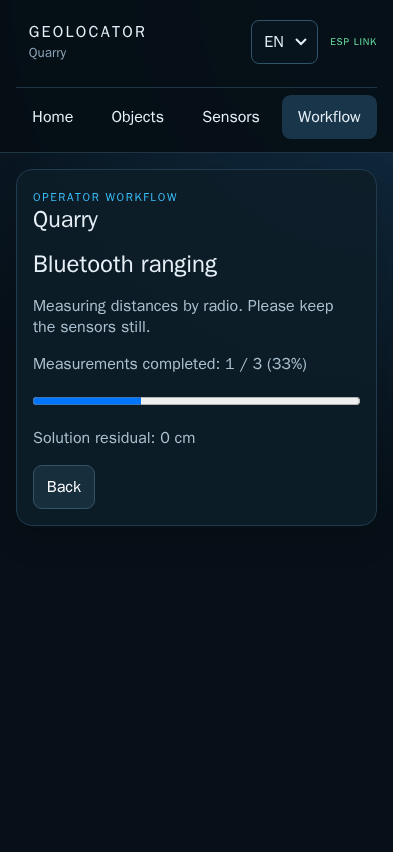 GEOLOCATOR
Quarry
EN
ESP LINK
Home Objects Sensors Workflow
OPERATOR WORKFLOW
Quarry
Bluetooth ranging
Measuring distances by radio. Please keep
the sensors still.
Measurements completed: 1 / 3 (33%)
Solution residual: 0 cm
Back